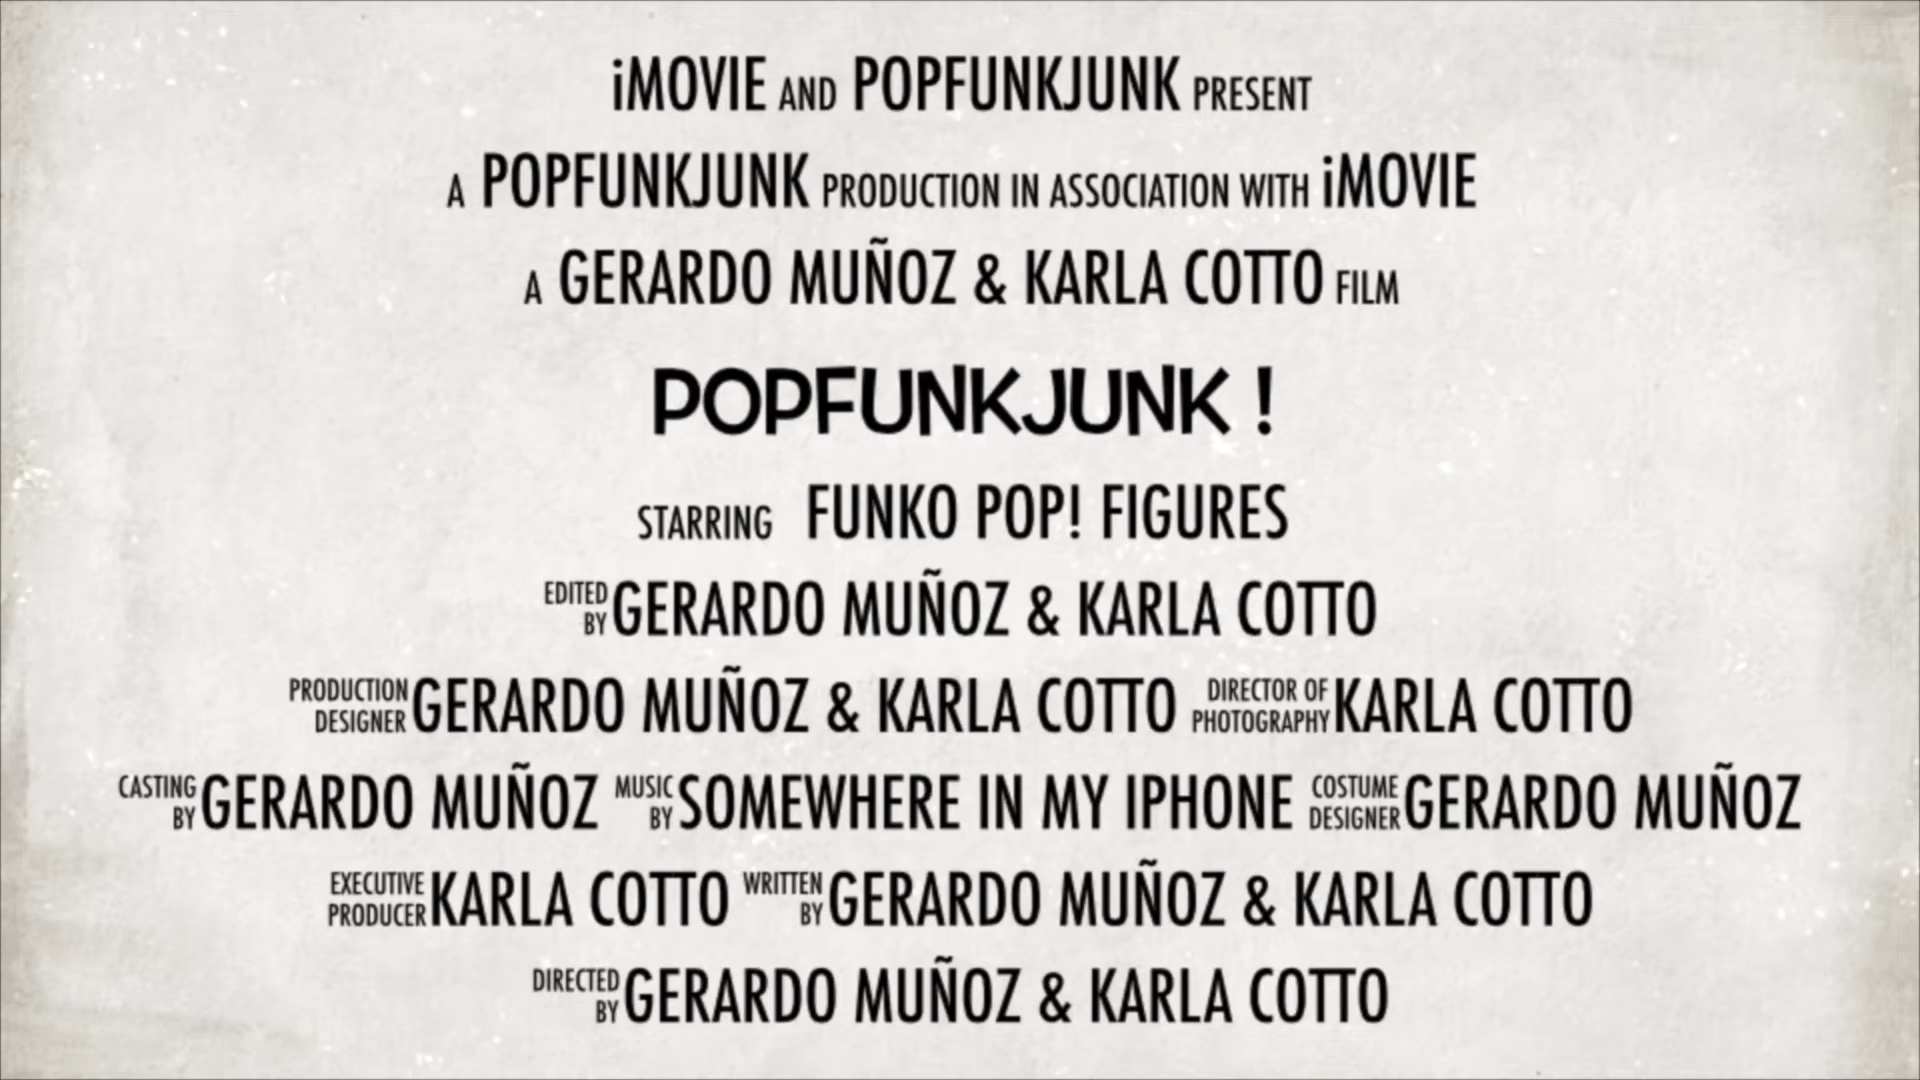 iMOVIE AND POPFUNKJUNK PRESENT
A POPFUNKJUNK PRODUCTION IN ASSOCIATION WITH iMOVIE
A GERARDO MUÑOZ & KARLA COTTO FILM
POPFUNKJUNK !
STARRING FUNKO POP! FIGURES
EDITED BY GERARDO MUÑOZ & KARLA COTTO
PRODUCTION DESIGNER GERARDO MUÑOZ & KARLA COTTO DIRECTOR OF PHOTOGRAPHY KARLA COTTO
CASTING BY GERARDO MUÑOZ MUSIC BY SOMEWHERE IN MY IPHONE COSTUME DESIGNER GERARDO MUÑOZ
EXECUTIVE PRODUCER KARLA COTTO WRITTEN BY GERARDO MUÑOZ & KARLA COTTO
DIRECTED BY GERARDO MUÑOZ & KARLA COTTO